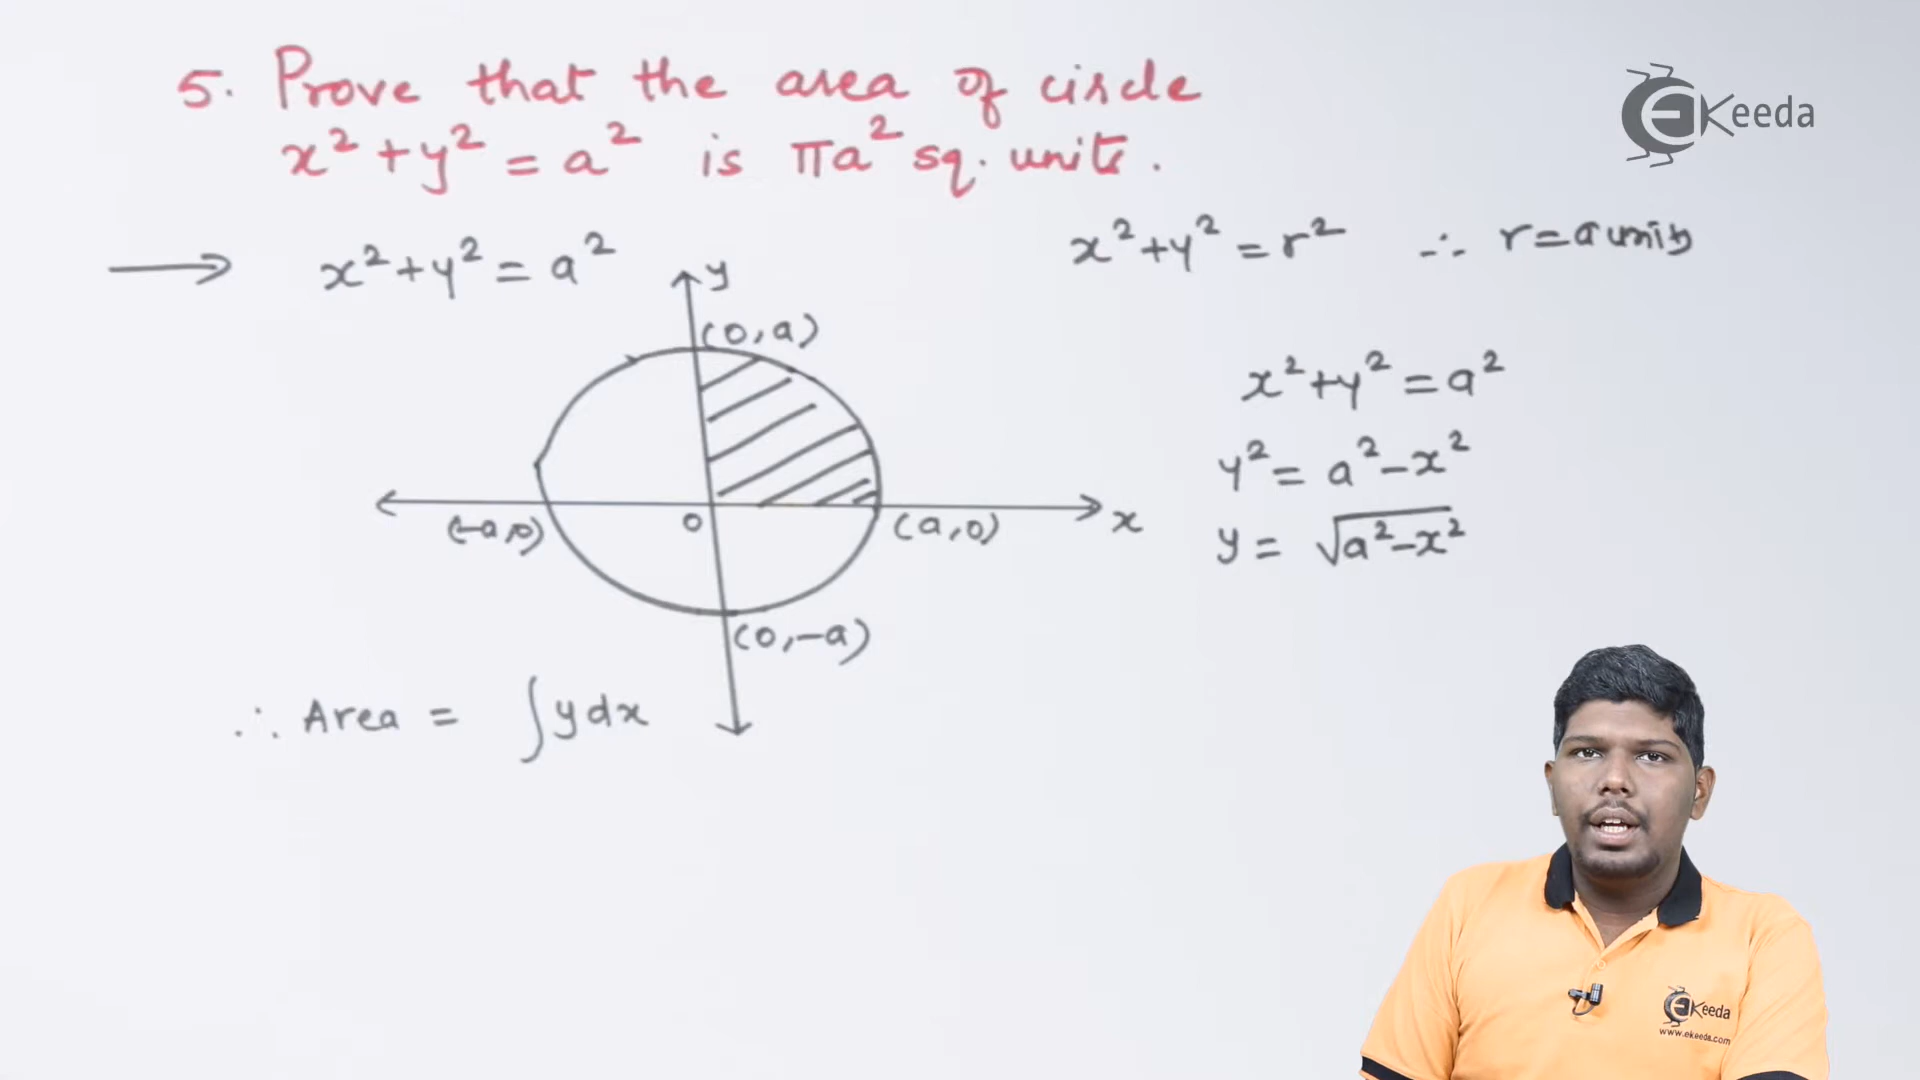 5. Prove that the area of circle
x² + y² = a² is πa² sq. units.
EKeeda
⟶ x² + y² = a²
x² + y² = r² ∴ r = a units
y
(0, a)
x² + y² = a²
y² = a² − x²
y = √a² − x²
(−a, 0)
0
(a, 0)
x
(0, −a)
∴ Area = ∫ y dx
EKeeda
www.ekeeda.com